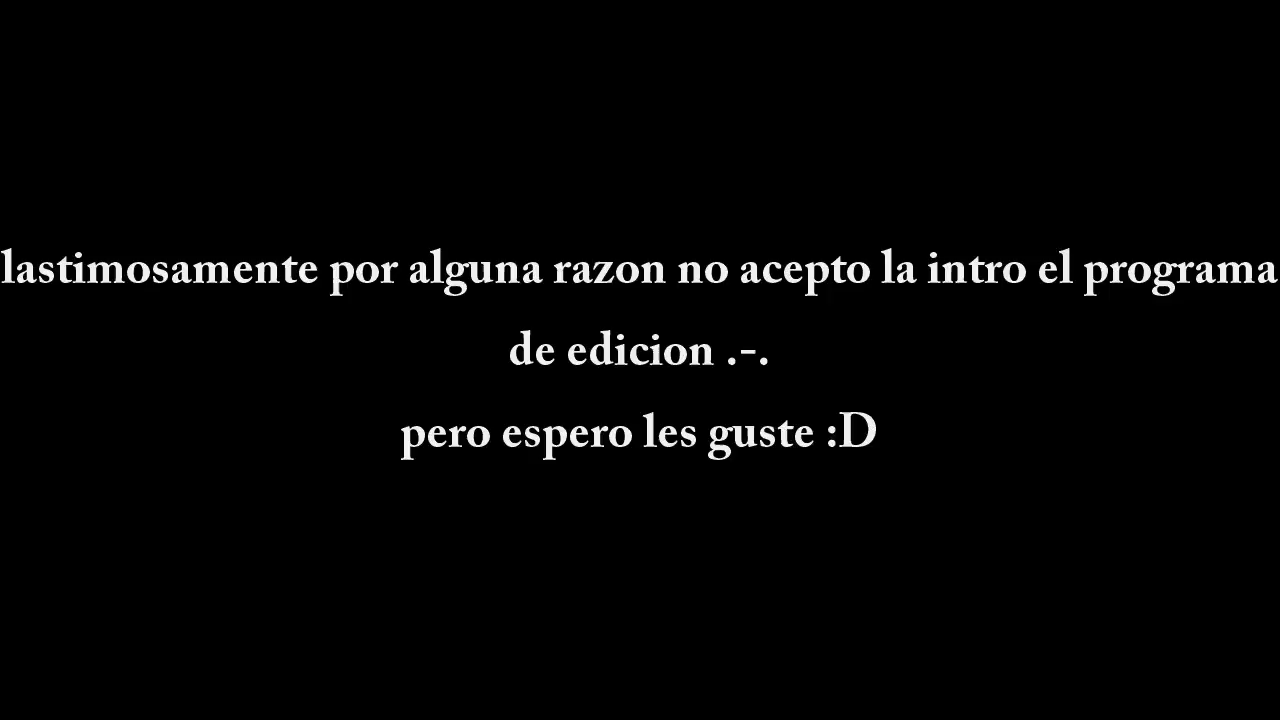 lastimosamente por alguna razon no acepto la intro el programa
de edicion .-.
pero espero les guste :D